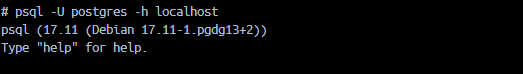 # psql -U postgres -h localhost
psql (17.11 (Debian 17.11-1.pgdg13+2))
Type "help" for help.